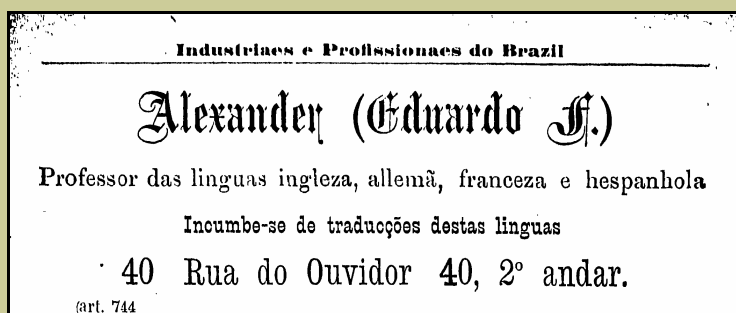 Industriaes e Profissionaes do Brazil
Alexander (Eduardo F.)
Professor das linguas ingleza, allemã, franceza e hespanhola
Incumbe-se de traducções destas linguas
40 Rua do Ouvidor 40, 2º andar.
(art. 744